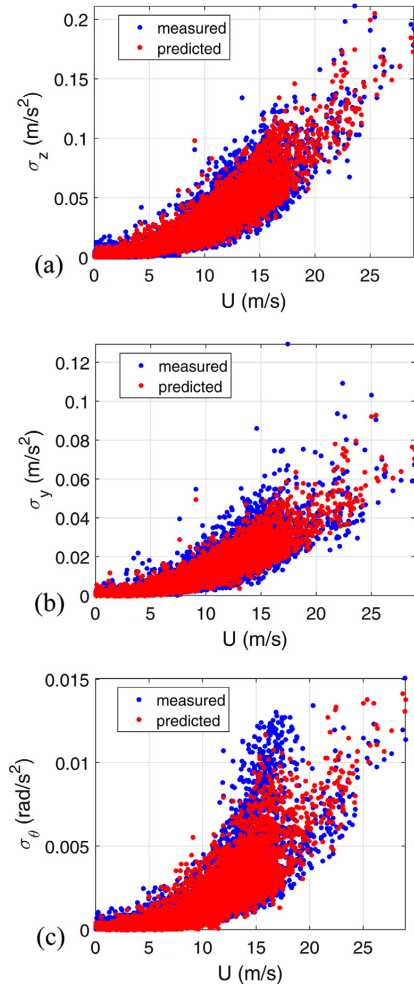 0.2
0.15
0.1
0.05
0
σz (m/s²)
measured
predicted
0 5 10 15 20 25
U (m/s)
(a)
0.12
0.1
0.08
0.06
0.04
0.02
0
σy (m/s²)
measured
predicted
0 5 10 15 20 25
U (m/s)
(b)
0.015
0.01
0.005
0
σθ (rad/s²)
measured
predicted
0 5 10 15 20 25
U (m/s)
(c)